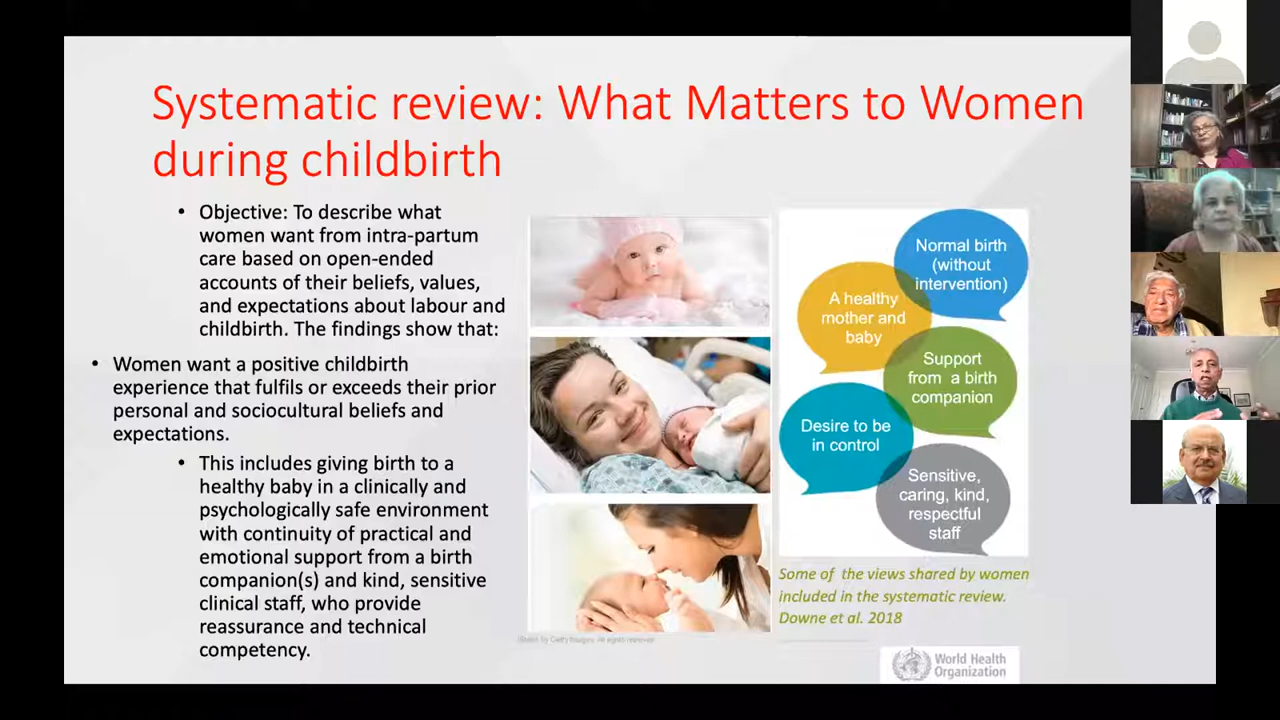 Systematic review: What Matters to Women
during childbirth
• Objective: To describe what
women want from intra-partum
care based on open-ended
accounts of their beliefs, values,
and expectations about labour and
childbirth. The findings show that:
• Women want a positive childbirth
experience that fulfils or exceeds their prior
personal and sociocultural beliefs and
expectations.
• This includes giving birth to a
healthy baby in a clinically and
psychologically safe environment
with continuity of practical and
emotional support from a birth
companion(s) and kind, sensitive
clinical staff, who provide
reassurance and technical
competency.
Normal birth
(without
intervention)
A healthy
mother and
baby
Support
from a birth
companion
Desire to be
in control
Sensitive,
caring, kind,
respectful
staff
Some of the views shared by women
included in the systematic review.
Downe et al. 2018
by Getty Images. All rights reserved
World Health
Organization